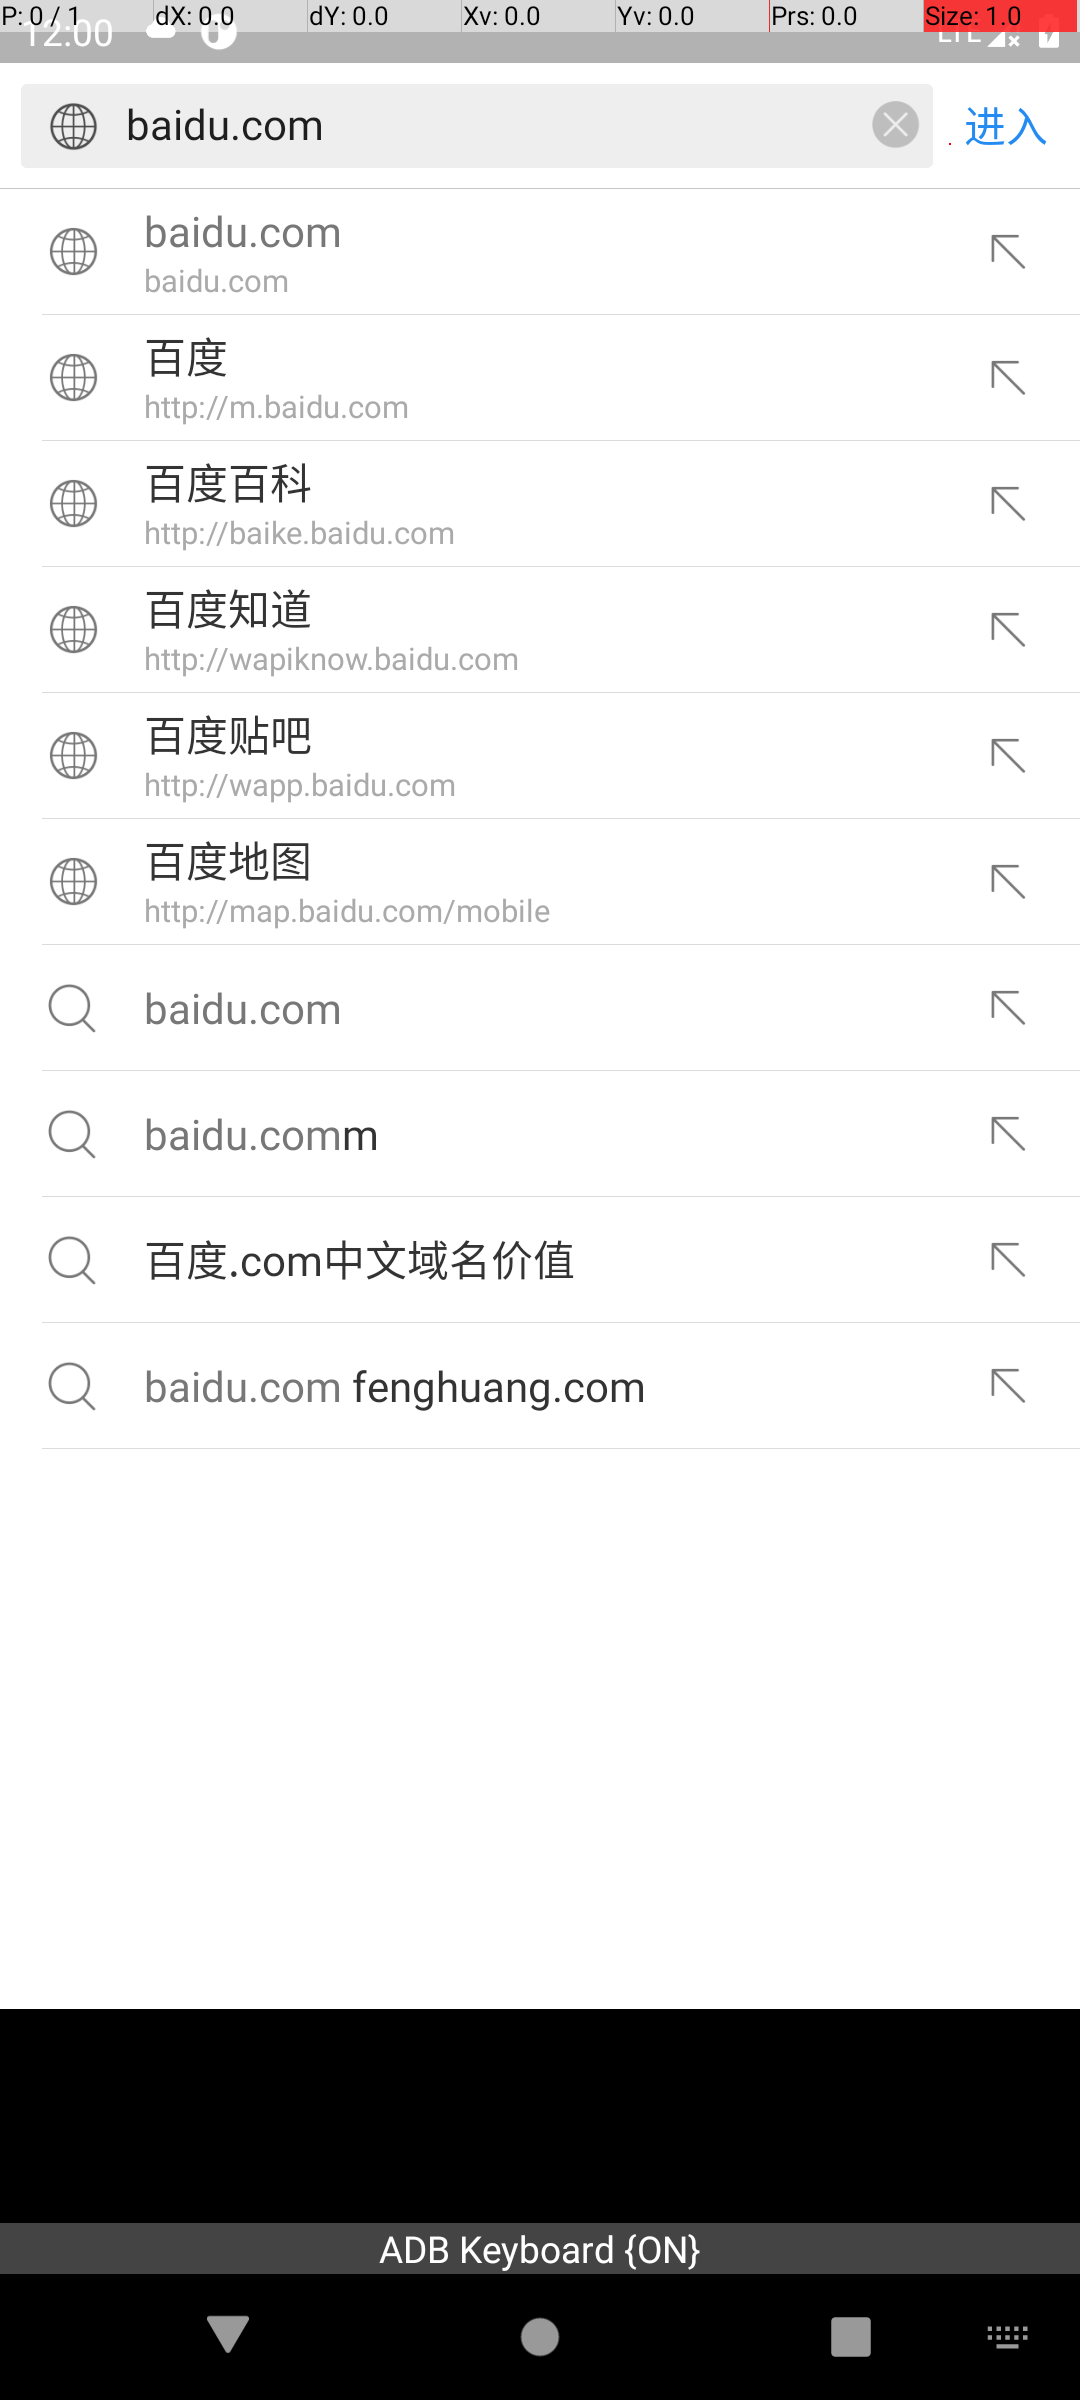 P: 0 / 1 dX: 0.0 dY: 0.0 Xv: 0.0 Yv: 0.0 Prs: 0.0 Size: 1.0
12:00 LTE
baidu.com 进入
baidu.com
baidu.com
百度
http://m.baidu.com
百度百科
http://baike.baidu.com
百度知道
http://wapiknow.baidu.com
百度贴吧
http://wapp.baidu.com
百度地图
http://map.baidu.com/mobile
baidu.com
baidu.comm
百度.com中文域名价值
baidu.com fenghuang.com
ADB Keyboard {ON}